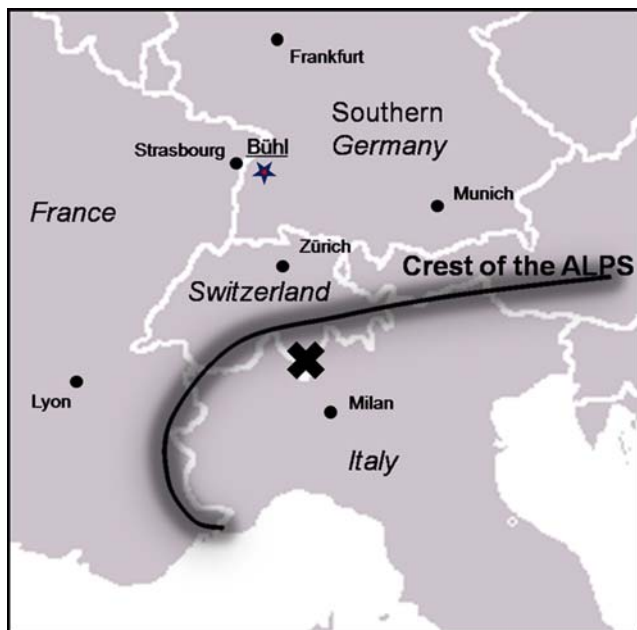 Frankfurt
Southern
Germany
Strasbourg
Bühl
France
Munich
Zürich
Crest of the ALPS
Switzerland
Lyon
Milan
Italy